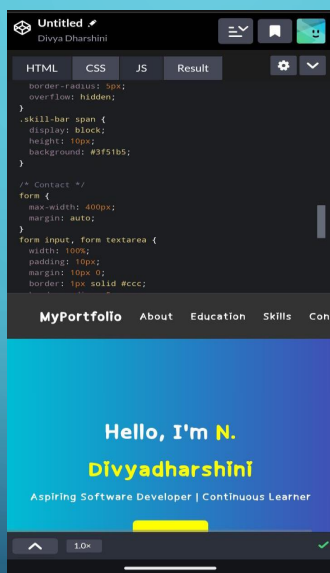 Untitled
Divya Dharshini
HTML CSS JS Result
border-radius: 5px;
overflow: hidden;
}
.skill-bar span {
display: block;
height: 10px;
background: #3f51b5;
}
/* Contact */
form {
max-width: 400px;
margin: auto;
}
form input, form textarea {
width: 100%;
padding: 10px;
margin: 10px 0;
border: 1px solid #ccc;
MyPortfolio About Education Skills Con
Hello, I'm N.
Divyadharshini
Aspiring Software Developer | Continuous Learner
1.0×